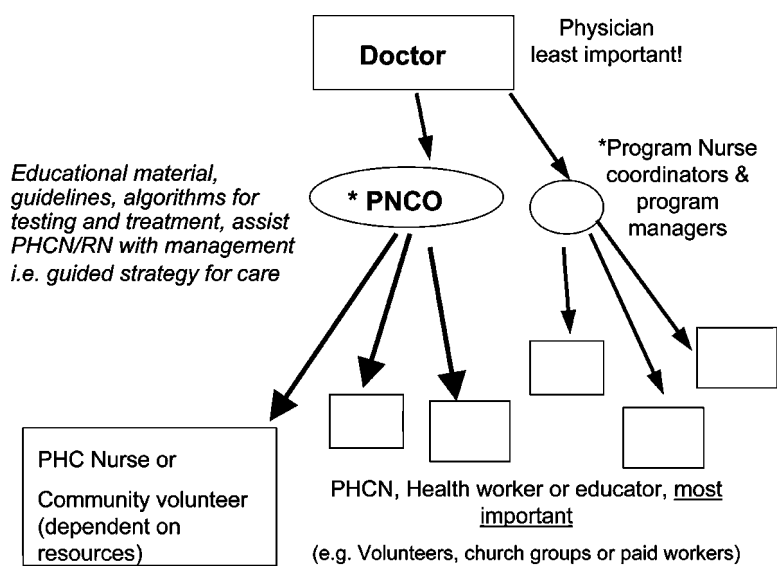 Physician
least important!
Doctor
*Program Nurse
coordinators &
program
managers
Educational material,
guidelines, algorithms for
testing and treatment, assist
PHCN/RN with management
i.e. guided strategy for care
* PNCO
PHC Nurse or
Community volunteer
(dependent on
resources)
PHCN, Health worker or educator, most
important
(e.g. Volunteers, church groups or paid workers)